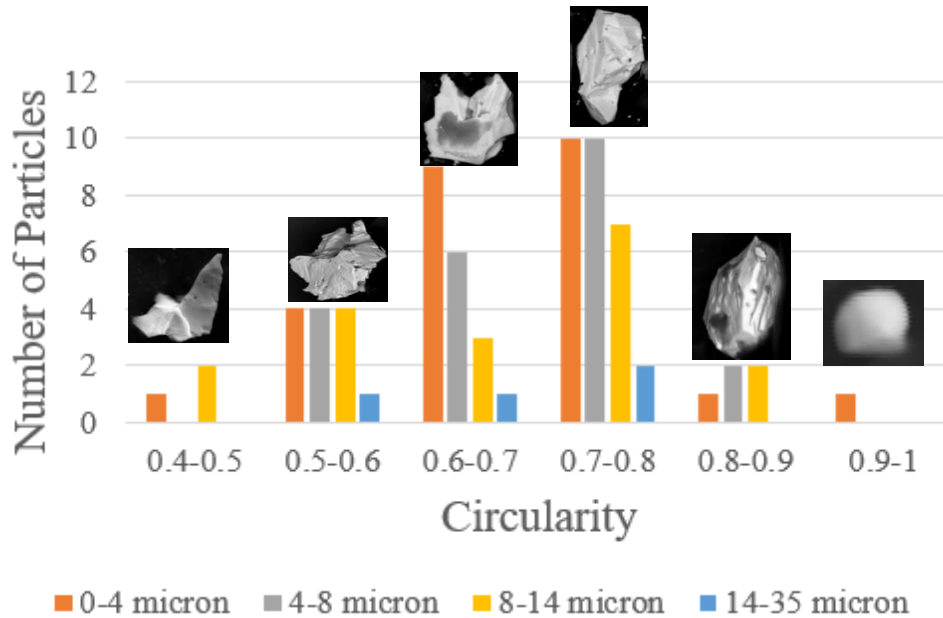 Number of Particles
12
10
8
6
4
2
0
0.4-0.5 0.5-0.6 0.6-0.7 0.7-0.8 0.8-0.9 0.9-1
Circularity
0-4 micron 4-8 micron 8-14 micron 14-35 micron